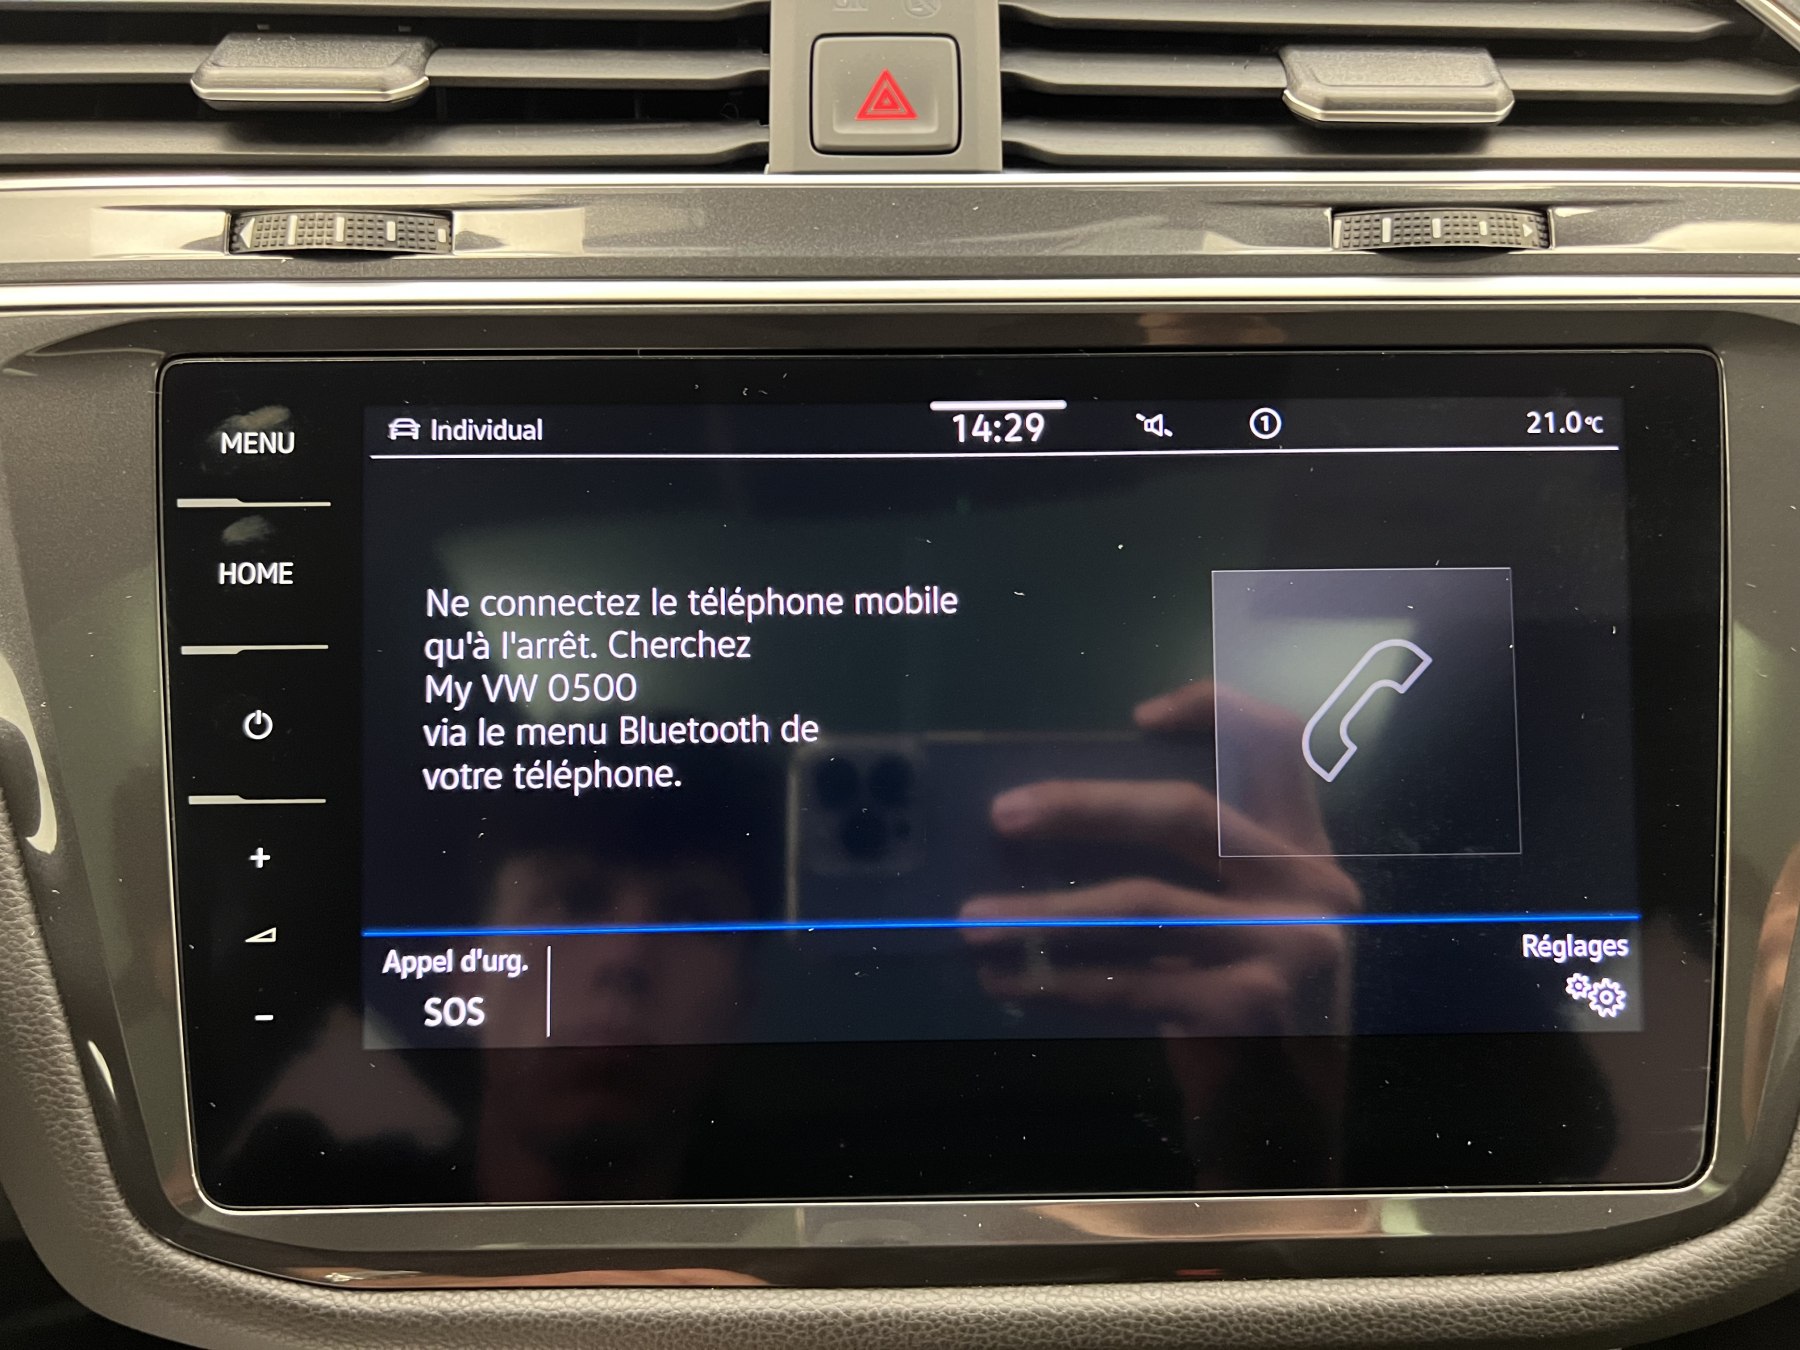 MENU
HOME
Individual
14:29
1
21.0°C
Ne connectez le téléphone mobile
qu'à l'arrêt. Cherchez
My VW 0500
via le menu Bluetooth de
votre téléphone.
+
-
Appel d'urg.
SOS
Réglages